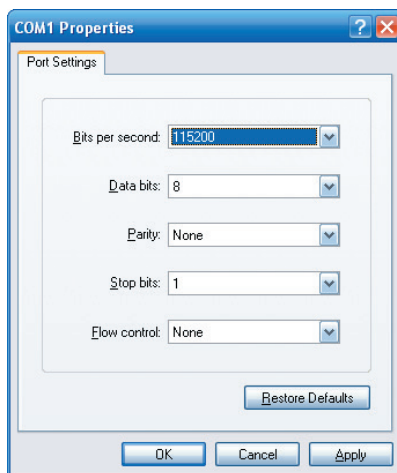 COM1 Properties
Port Settings
Bits per second: 115200
Data bits: 8
Parity: None
Stop bits: 1
Flow control: None
Restore Defaults
OK Cancel Apply